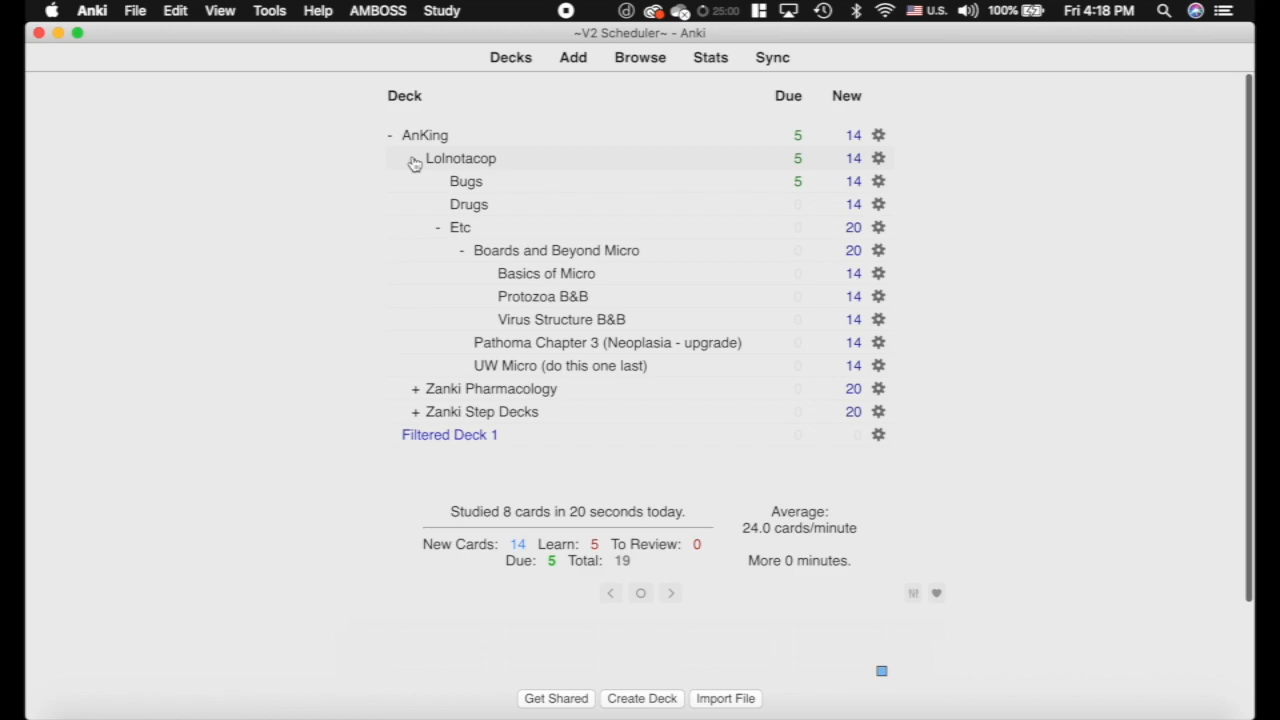 Anki File Edit View Tools Help AMBOSS Study 25:00 U.S. 100% Fri 4:18 PM
~V2 Scheduler~ - Anki
Decks Add Browse Stats Sync
Deck Due New
- AnKing 5 14
Lolnotacop 5 14
Bugs 5 14
Drugs 0 14
- Etc 0 20
- Boards and Beyond Micro 0 20
Basics of Micro 0 14
Protozoa B&B 0 14
Virus Structure B&B 0 14
Pathoma Chapter 3 (Neoplasia - upgrade) 0 14
UW Micro (do this one last) 0 14
+ Zanki Pharmacology 0 20
+ Zanki Step Decks 0 20
Filtered Deck 1 0 0
Studied 8 cards in 20 seconds today.
New Cards: 14 Learn: 5 To Review: 0
Due: 5 Total: 19
Average:
24.0 cards/minute
More 0 minutes.
Get Shared Create Deck Import File